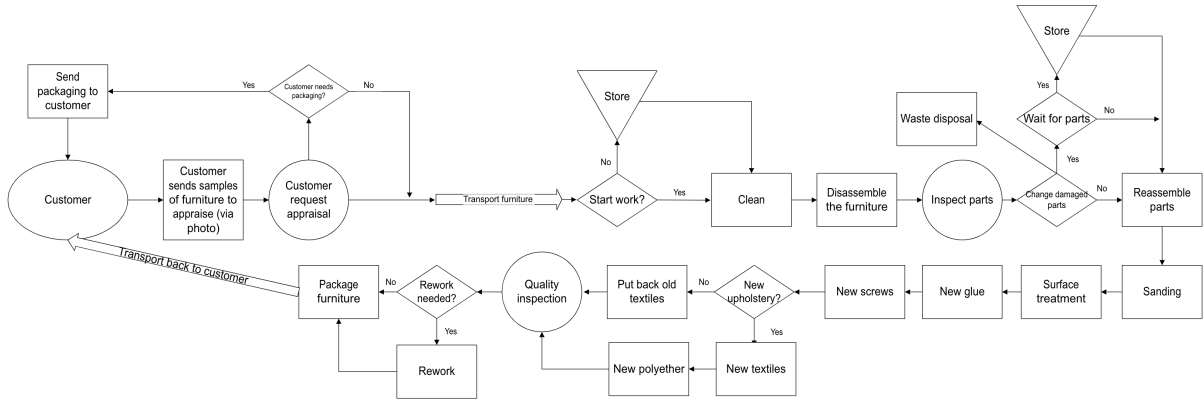 Store
Send
packaging to
customer
Yes
Customer needs
packaging?
No
Store
Yes
Waste disposal
Wait for parts
No
No
Yes
Customer
Customer
sends samples
of furniture to
appraise (via
photo)
Customer
request
appraisal
Transport furniture
Start work?
Yes
Clean
Disassemble
the furniture
Inspect parts
Change damaged
parts
No
Reassemble
parts
Transport back to customer
Package
furniture
No
Rework
needed?
Quality
inspection
Put back old
textiles
No
New
upholstery?
New screws
New glue
Surface
treatment
Sanding
Yes
Yes
Rework
New polyether
New textiles